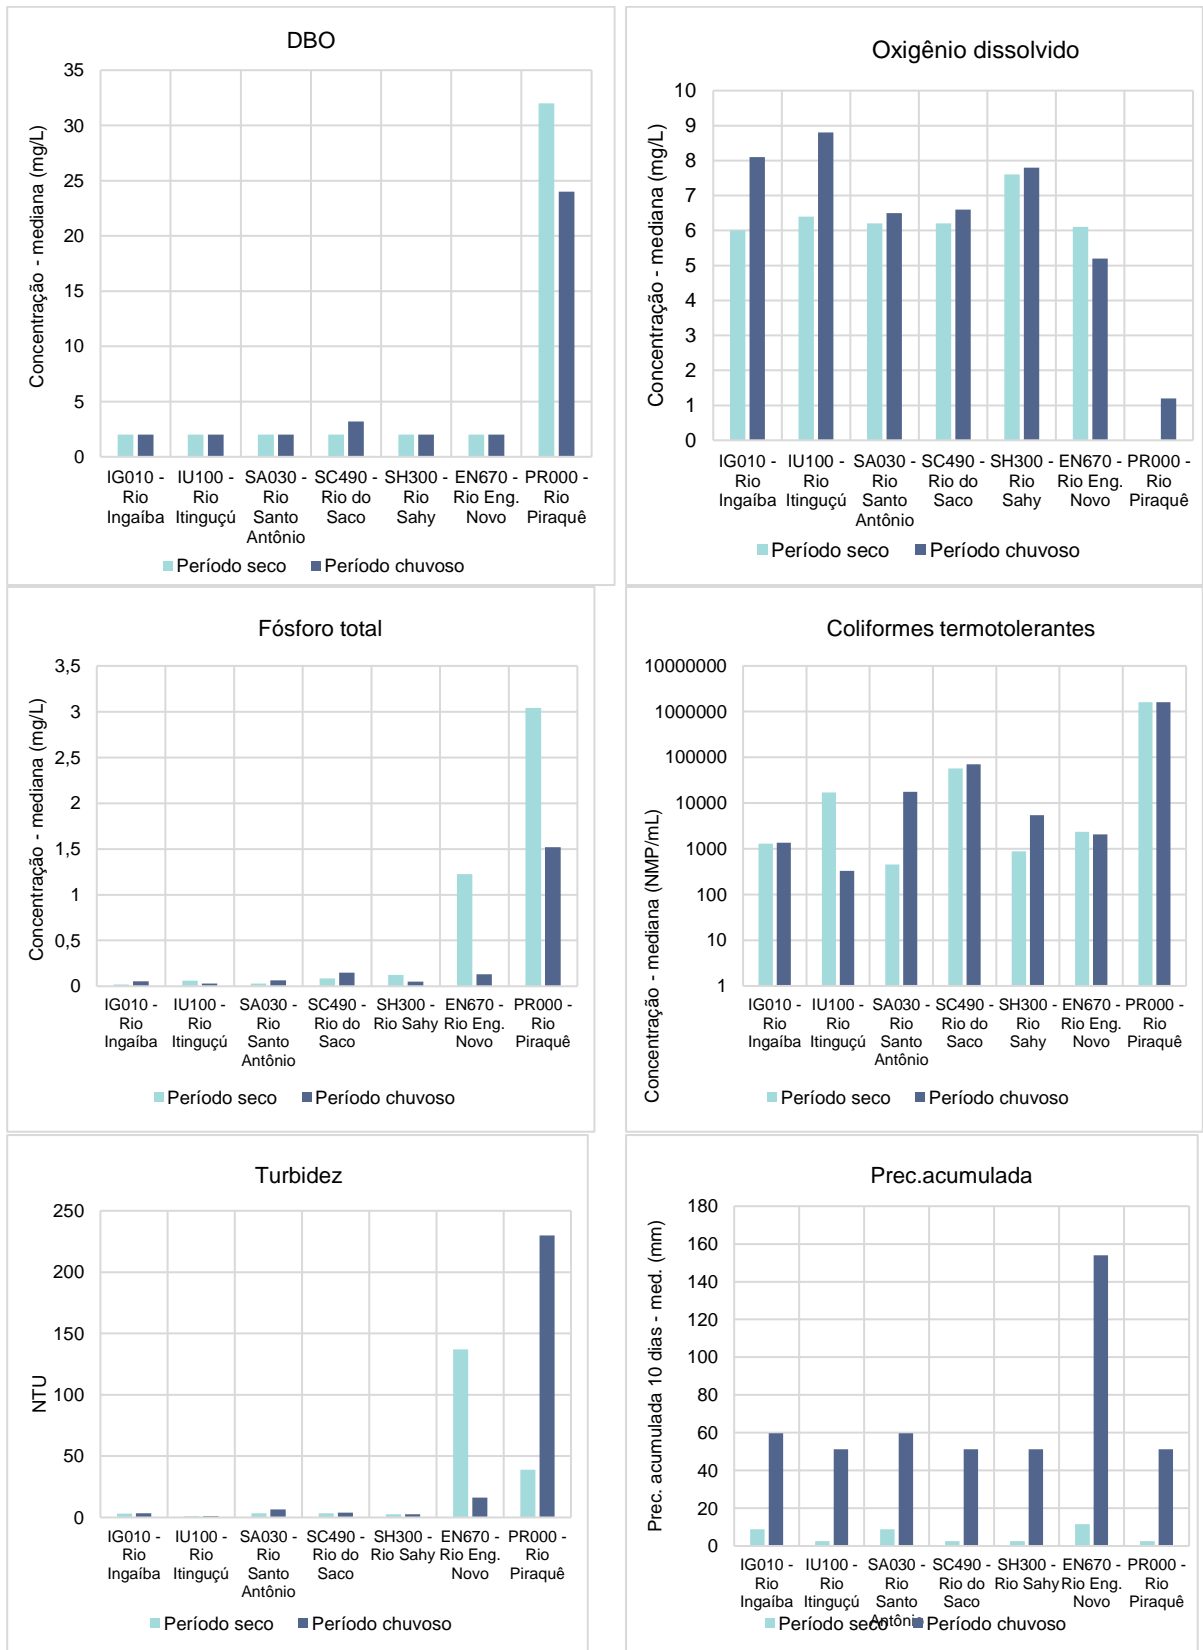 DBO
Concentração - mediana (mg/L)
35
30
25
20
15
10
5
0
IG010 -
Rio
Ingaíba
IU100 -
Rio
Itinguçú
SA030 -
Rio
Santo
Antônio
SC490 -
Rio do
Saco
SH300 -
Rio
Sahy
EN670 -
Rio Eng.
Novo
PR000 -
Rio
Piraquê
Período seco
Período chuvoso
Oxigênio dissolvido
Concentração - mediana (mg/L)
10
9
8
7
6
5
4
3
2
1
0
IG010 -
Rio
Ingaíba
IU100 -
Rio
Itinguçú
SA030 -
Rio
Santo
Antônio
SC490 -
Rio do
Saco
SH300 -
Rio
Sahy
EN670 -
Rio Eng.
Novo
PR000 -
Rio
Piraquê
Período seco
Período chuvoso
Fósforo total
Concentração - mediana (mg/L)
3,5
3
2,5
2
1,5
1
0,5
0
IG010 -
Rio
Ingaíba
IU100 -
Rio
Itinguçú
SA030 -
Rio
Santo
Antônio
SC490 -
Rio do
Saco
SH300 -
Rio Sahy
EN670 -
Rio Eng.
Novo
PR000 -
Rio
Piraquê
Período seco
Período chuvoso
Coliformes termotolerantes
Concentração - mediana (NMP/mL)
10000000
1000000
100000
10000
1000
100
10
1
IG010 -
Rio
Ingaíba
IU100 -
Rio
Itinguçú
SA030 -
Rio
Santo
Antônio
SC490 -
Rio do
Saco
SH300 -
Rio
Sahy
EN670 -
Rio Eng.
Novo
PR000 -
Rio
Piraquê
Período seco
Período chuvoso
Turbidez
NTU
250
200
150
100
50
0
IG010 -
Rio
Ingaíba
IU100 -
Rio
Itinguçú
SA030 -
Rio
Santo
Antônio
SC490 -
Rio do
Saco
SH300 -
Rio Sahy
EN670 -
Rio Eng.
Novo
PR000 -
Rio
Piraquê
Período seco
Período chuvoso
Prec.acumulada
Prec. acumulada 10 dias - med. (mm)
180
160
140
120
100
80
60
40
20
0
IG010 -
Rio
Ingaíba
IU100 -
Rio
Itinguçú
SA030 -
Rio
Santo
Antônio
SC490 -
Rio do
Saco
SH300 -
Rio Sahy
EN670 -
Rio Eng.
Novo
PR000 -
Rio
Piraquê
Período seco
Período chuvoso